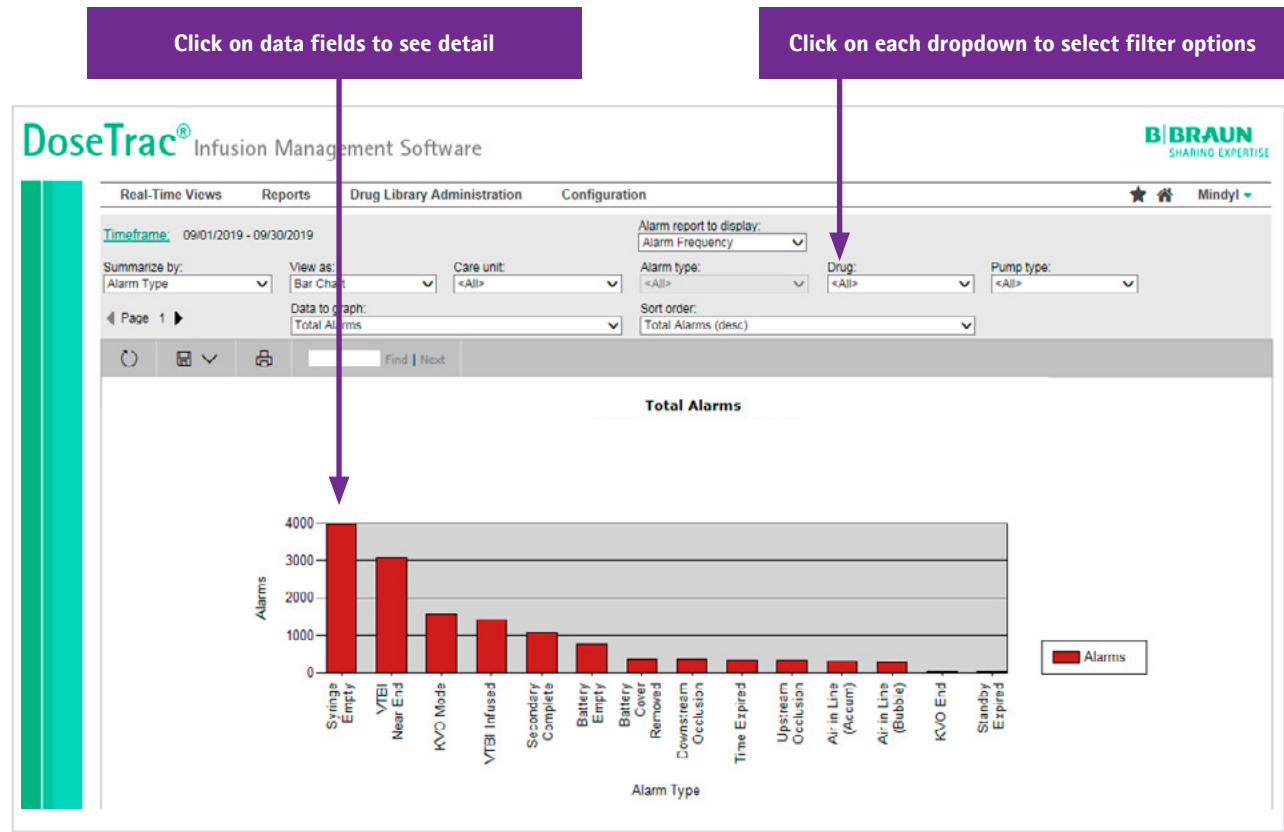 Click on data fields to see detail
Click on each dropdown to select filter options
DoseTrac® Infusion Management Software
B|BRAUN
SHARING EXPERTISE
Real-Time Views Reports Drug Library Administration Configuration Mindyl
Timeframe: 09/01/2019 - 09/30/2019
Alarm report to display:
Alarm Frequency
Summarize by: View as: Care unit: Alarm type: Drug: Pump type:
Alarm Type Bar Chart <All> <All> <All> <All>
Page 1
Data to graph: Sort order:
Total Alarms Total Alarms (desc)
Find | Next
Total Alarms
4000
3000
2000
1000
0
Alarms
Syringe
Empty
VTBI
Near End
KVO Mode
VTBI Infused
Secondary
Complete
Battery
Empty
Battery
Cover
Removed
Downstream
Occlusion
Time Expired
Upstream
Occlusion
Air in Line
(Accum)
Air in Line
(Bubble)
KVO End
Standby
Expired
Alarm Type
Alarms